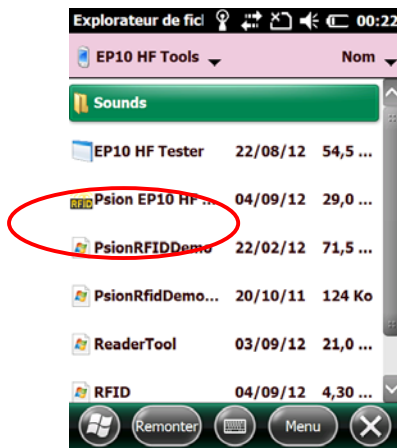 Explorateur de fic 00:22
EP10 HF Tools Nom
Sounds
EP10 HF Tester 22/08/12 54,5 ...
RFID Psion EP10 HF ... 04/09/12 29,0 ...
PsionRFIDDemo 22/02/12 71,5 ...
PsionRfidDemo... 20/10/11 124 Ko
ReaderTool 03/09/12 21,0 ...
RFID 04/09/12 4,30 ...
Remonter Menu